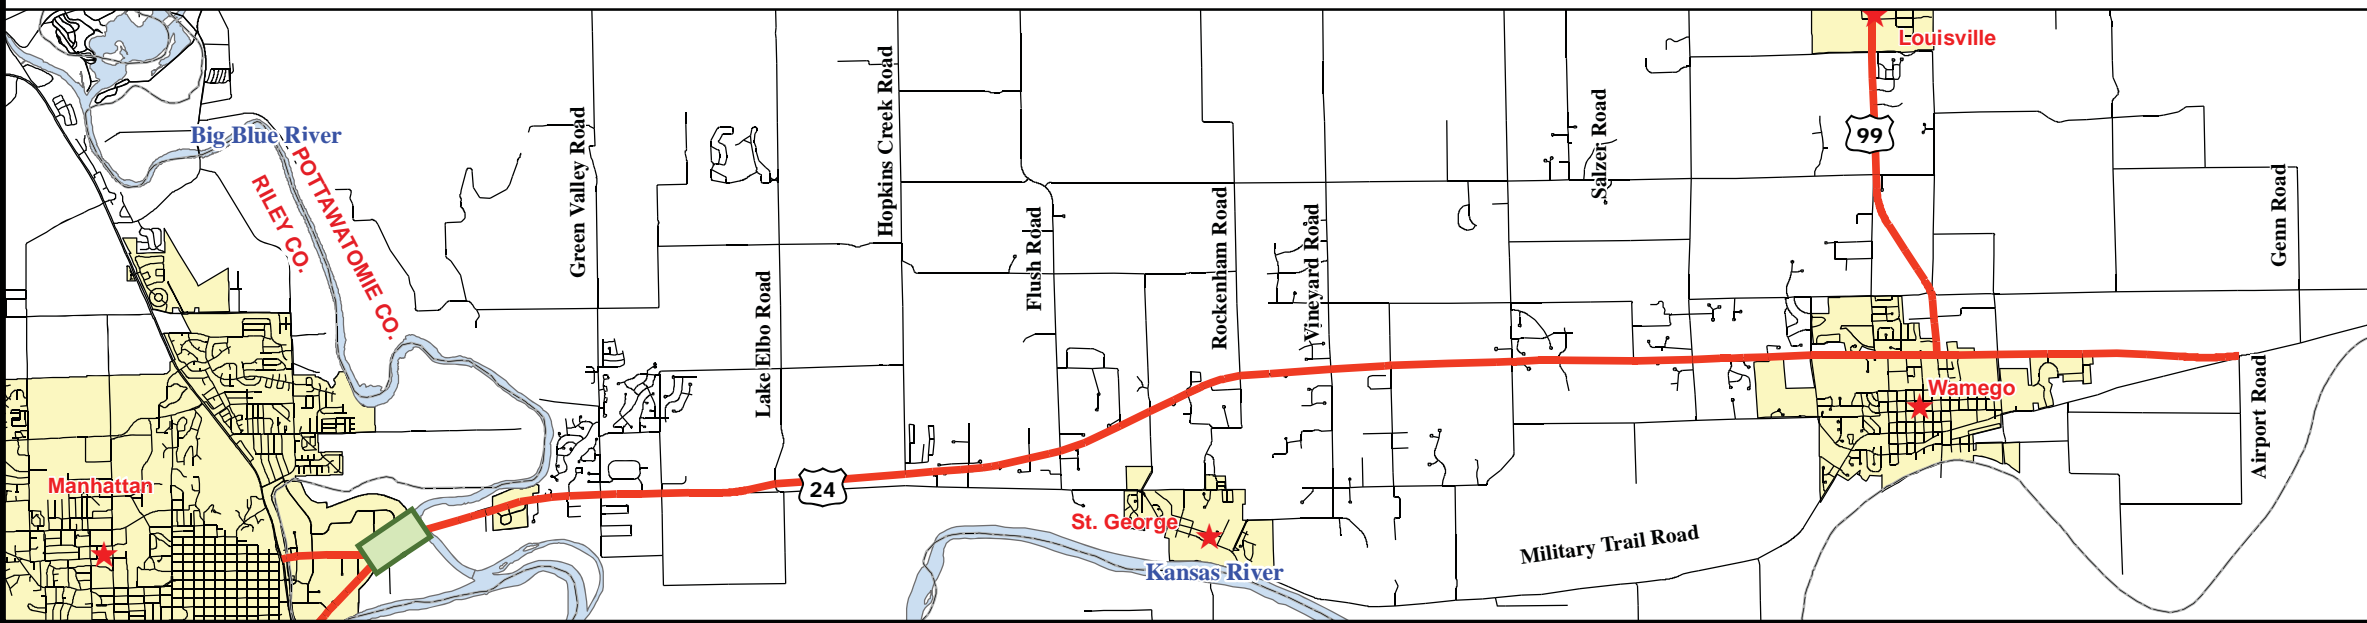 Louisville
99
Big Blue River
POTTAWATOMIE CO.
RILEY CO.
Green Valley Road
Hopkins Creek Road
Lake Elbo Road
Flush Road
Rockenham Road
Vineyard Road
Salzer Road
Genn Road
Airport Road
Wamego
Manhattan
24
St. George
Kansas River
Military Trail Road